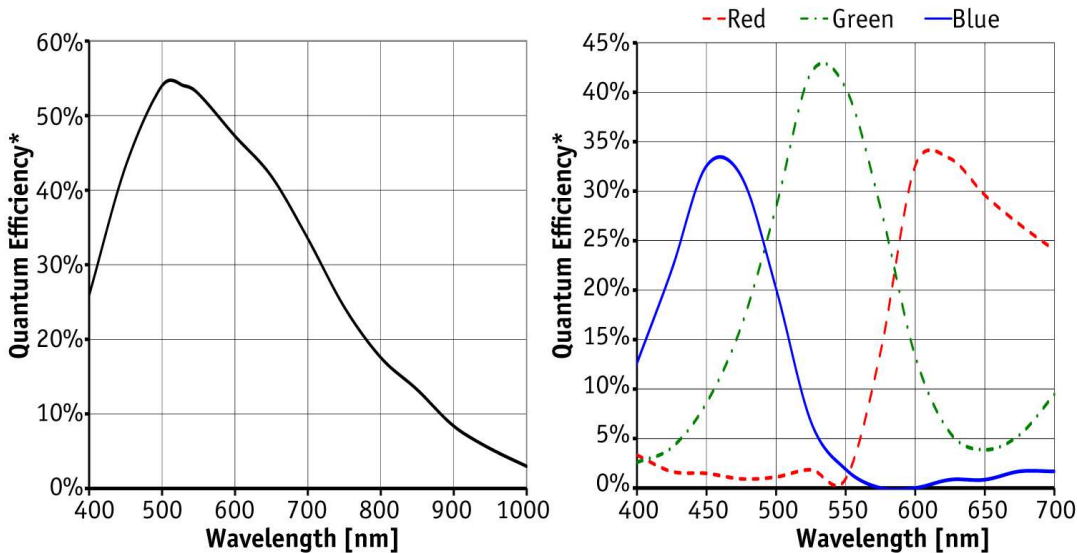 60%
50%
40%
30%
20%
10%
0%
Quantum Efficiency*
400 500 600 700 800 900 1000
Wavelength [nm]
Red Green Blue
45%
40%
35%
30%
25%
20%
15%
10%
5%
0%
Quantum Efficiency*
400 450 500 550 600 650 700
Wavelength [nm]